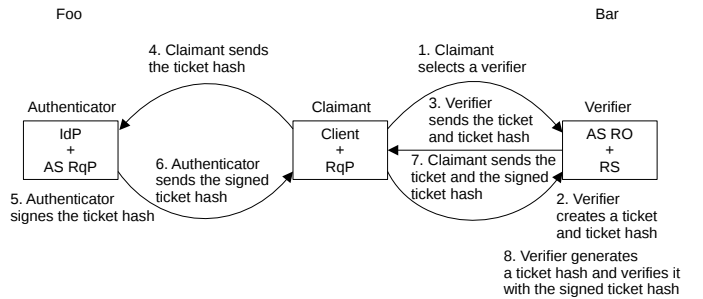 Foo
Bar
4. Claimant sends
the ticket hash
1. Claimant
selects a verifier
Authenticator
Claimant
Verifier
3. Verifier
sends the ticket
and ticket hash
IdP
+
AS RqP
Client
+
RqP
AS RO
+
RS
6. Authenticator
sends the signed
ticket hash
7. Claimant sends the
ticket and the signed
ticket hash
5. Authenticator
signes the ticket hash
2. Verifier
creates a ticket
and ticket hash
8. Verifier generates
a ticket hash and verifies it
with the signed ticket hash